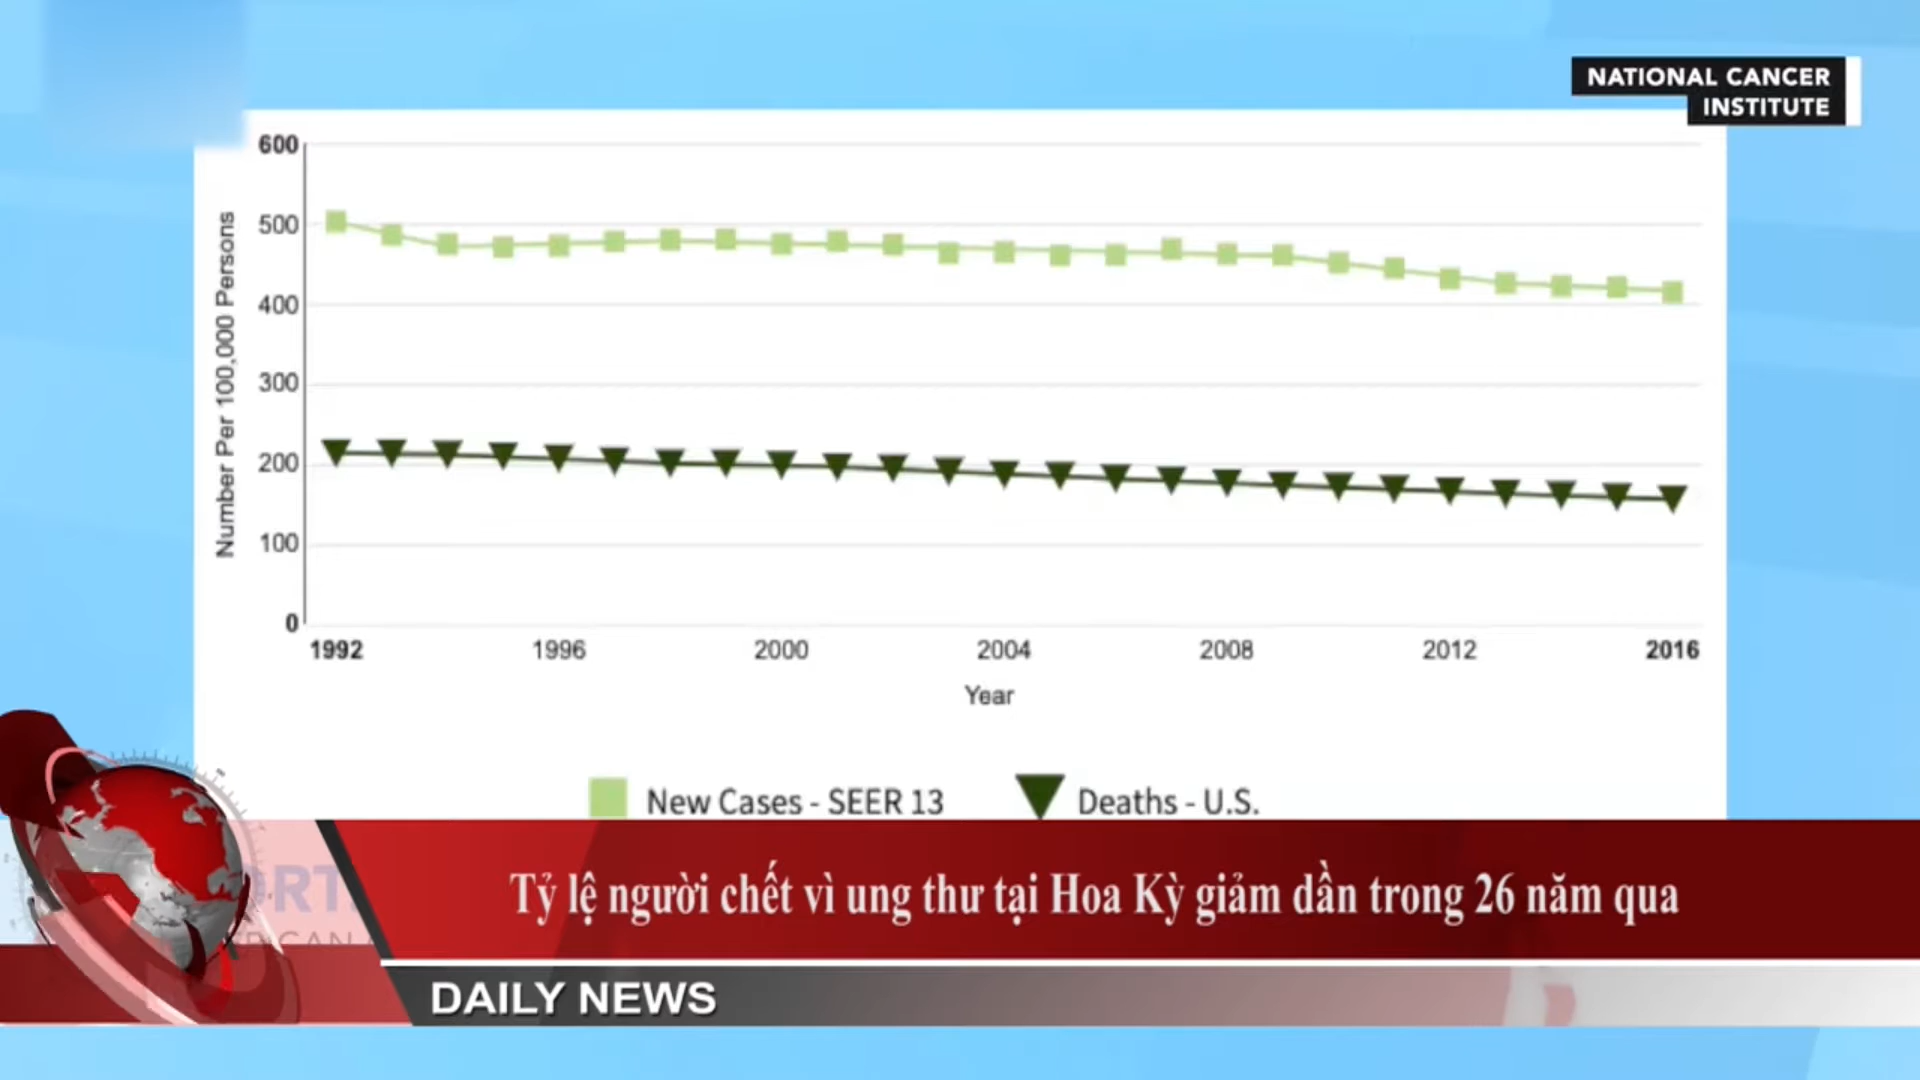 NATIONAL CANCER
INSTITUTE
600
500
400
300
200
100
0
Number Per 100,000 Persons
1992 1996 2000 2004 2008 2012 2016
Year
New Cases - SEER 13 Deaths - U.S.
Tỷ lệ người chết vì ung thư tại Hoa Kỳ giảm dần trong 26 năm qua
DAILY NEWS